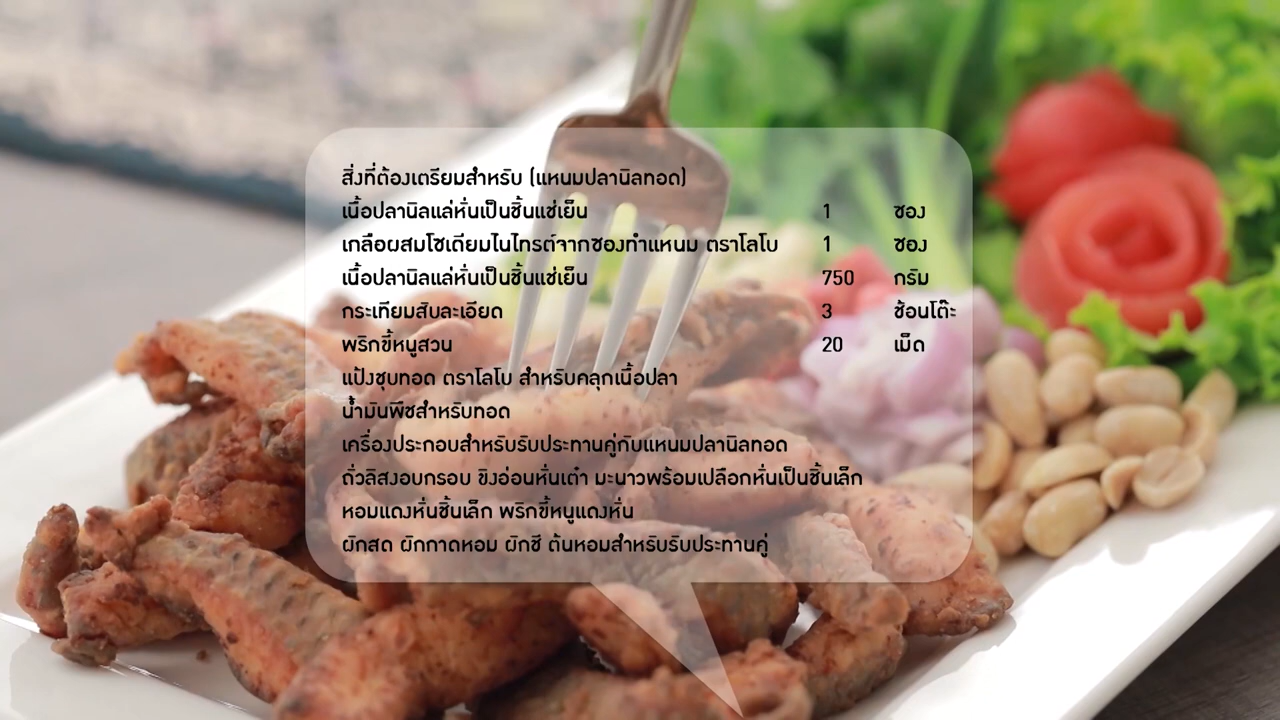 สิ่งที่ต้องเตรียมสำหรับ (แหนมปลานิลทอด)
เนื้อปลานิลแล่หั่นเป็นชิ้นแช่เย็น 1 ซอง
เกลือผสมโซเดียมไนไทรต์จากซองทำแหนม ตราโลโบ 1 ซอง
เนื้อปลานิลแล่หั่นเป็นชิ้นแช่เย็น 750 กรัม
กระเทียมสับละเอียด 3 ช้อนโต๊ะ
พริกขี้หนูสวน 20 เม็ด
แป้งชุบทอด ตราโลโบ สำหรับคลุกเนื้อปลา
น้ำมันพืชสำหรับทอด
เครื่องประกอบสำหรับรับประทานคู่กับแหนมปลานิลทอด
ถั่วลิสงอบกรอบ ขิงอ่อนหั่นเต๋า มะนาวพร้อมเปลือกหั่นเป็นชิ้นเล็ก
หอมแดงหั่นชิ้นเล็ก พริกขี้หนูแดงหั่น
ผักสด ผักกาดหอม ผักชี ต้นหอมสำหรับรับประทานคู่